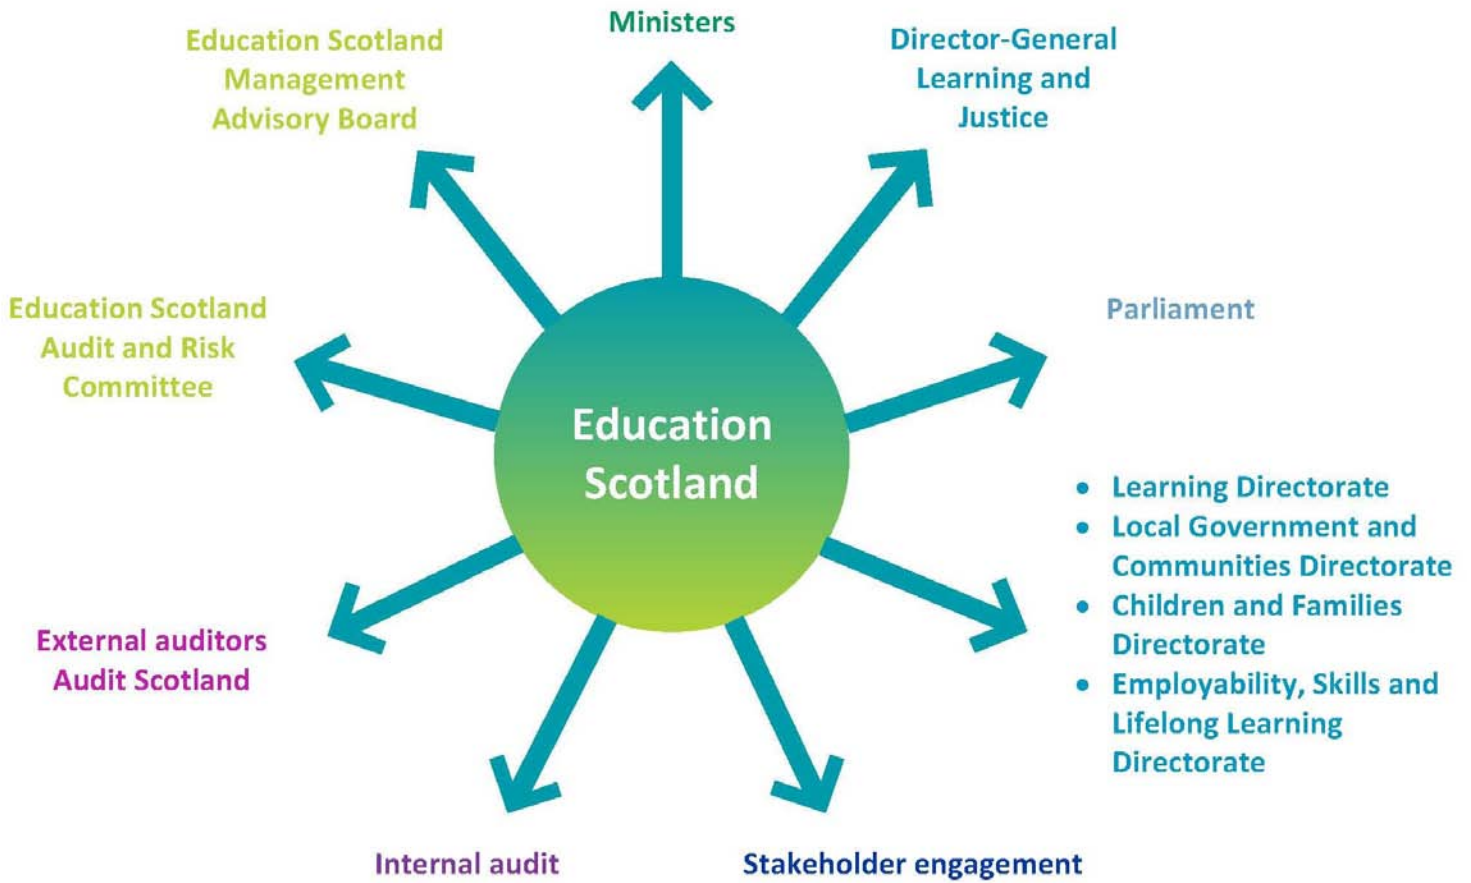 Ministers
Education Scotland
Management
Advisory Board
Director-General
Learning and
Justice
Education Scotland
Audit and Risk
Committee
Parliament
Education
Scotland
• Learning Directorate
• Local Government and
Communities Directorate
• Children and Families
Directorate
• Employability, Skills and
Lifelong Learning
Directorate
External auditors
Audit Scotland
Internal audit
Stakeholder engagement